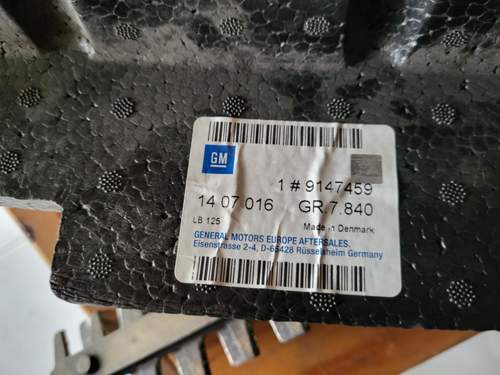 GM
1 # 9147459
14 07 016 GR.7.840
LB 125 Made in Denmark
GENERAL MOTORS EUROPE AFTERSALES.
Eisenstrasse 2-4, D-65428 Rüsselsheim Germany